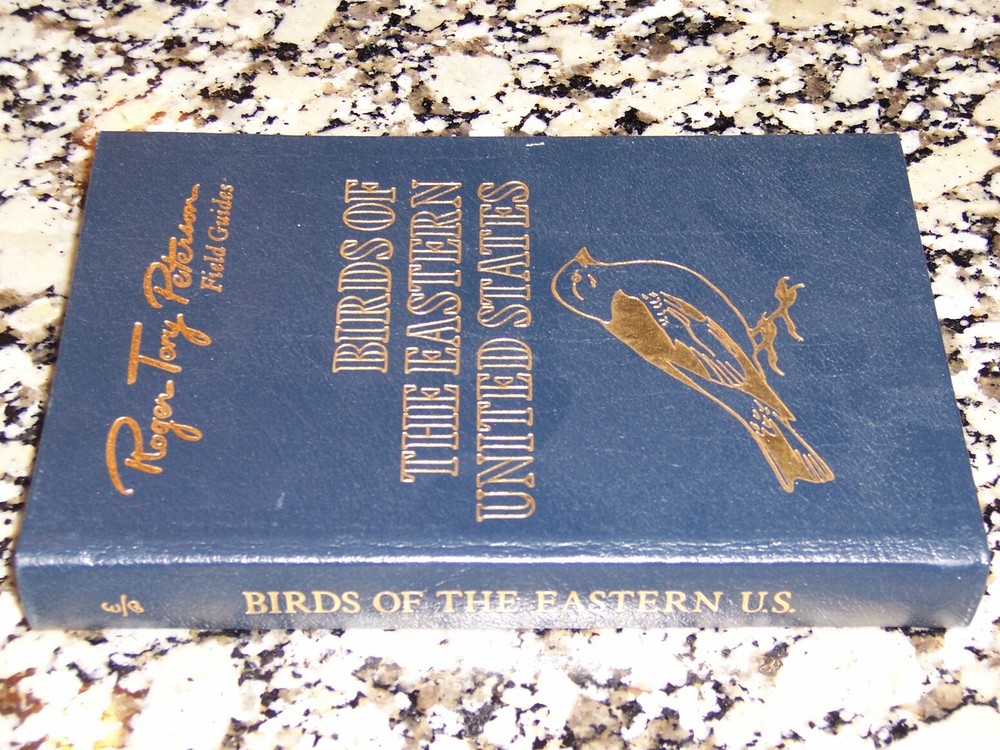 Roger Tory Peterson
Field Guides
BIRDS OF
THE EASTERN
UNITED STATES
BIRDS OF THE EASTERN U.S.